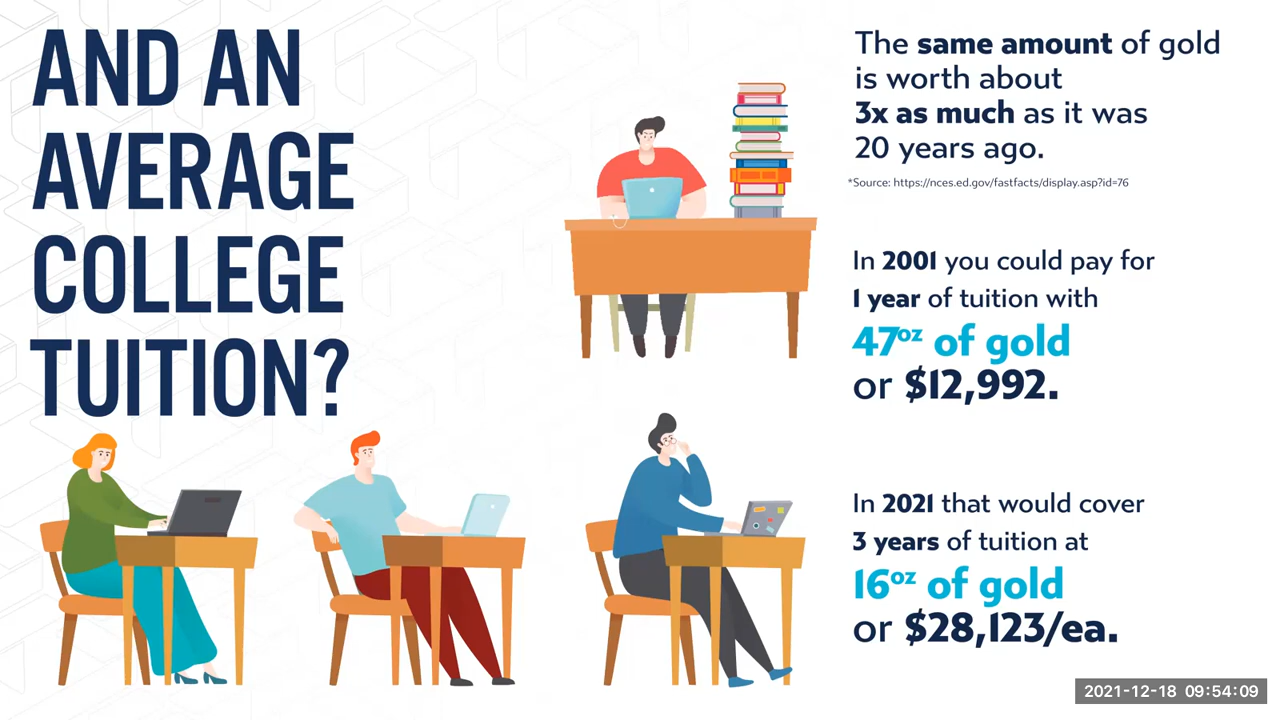 AND AN
AVERAGE
COLLEGE
TUITION?
The same amount of gold
is worth about
3x as much as it was
20 years ago.
*Source: https://nces.ed.gov/fastfacts/display.asp?id=76
In 2001 you could pay for
1 year of tuition with
47oz of gold
or $12,992.
In 2021 that would cover
3 years of tuition at
16oz of gold
or $28,123/ea.
2021-12-18 09:54:09